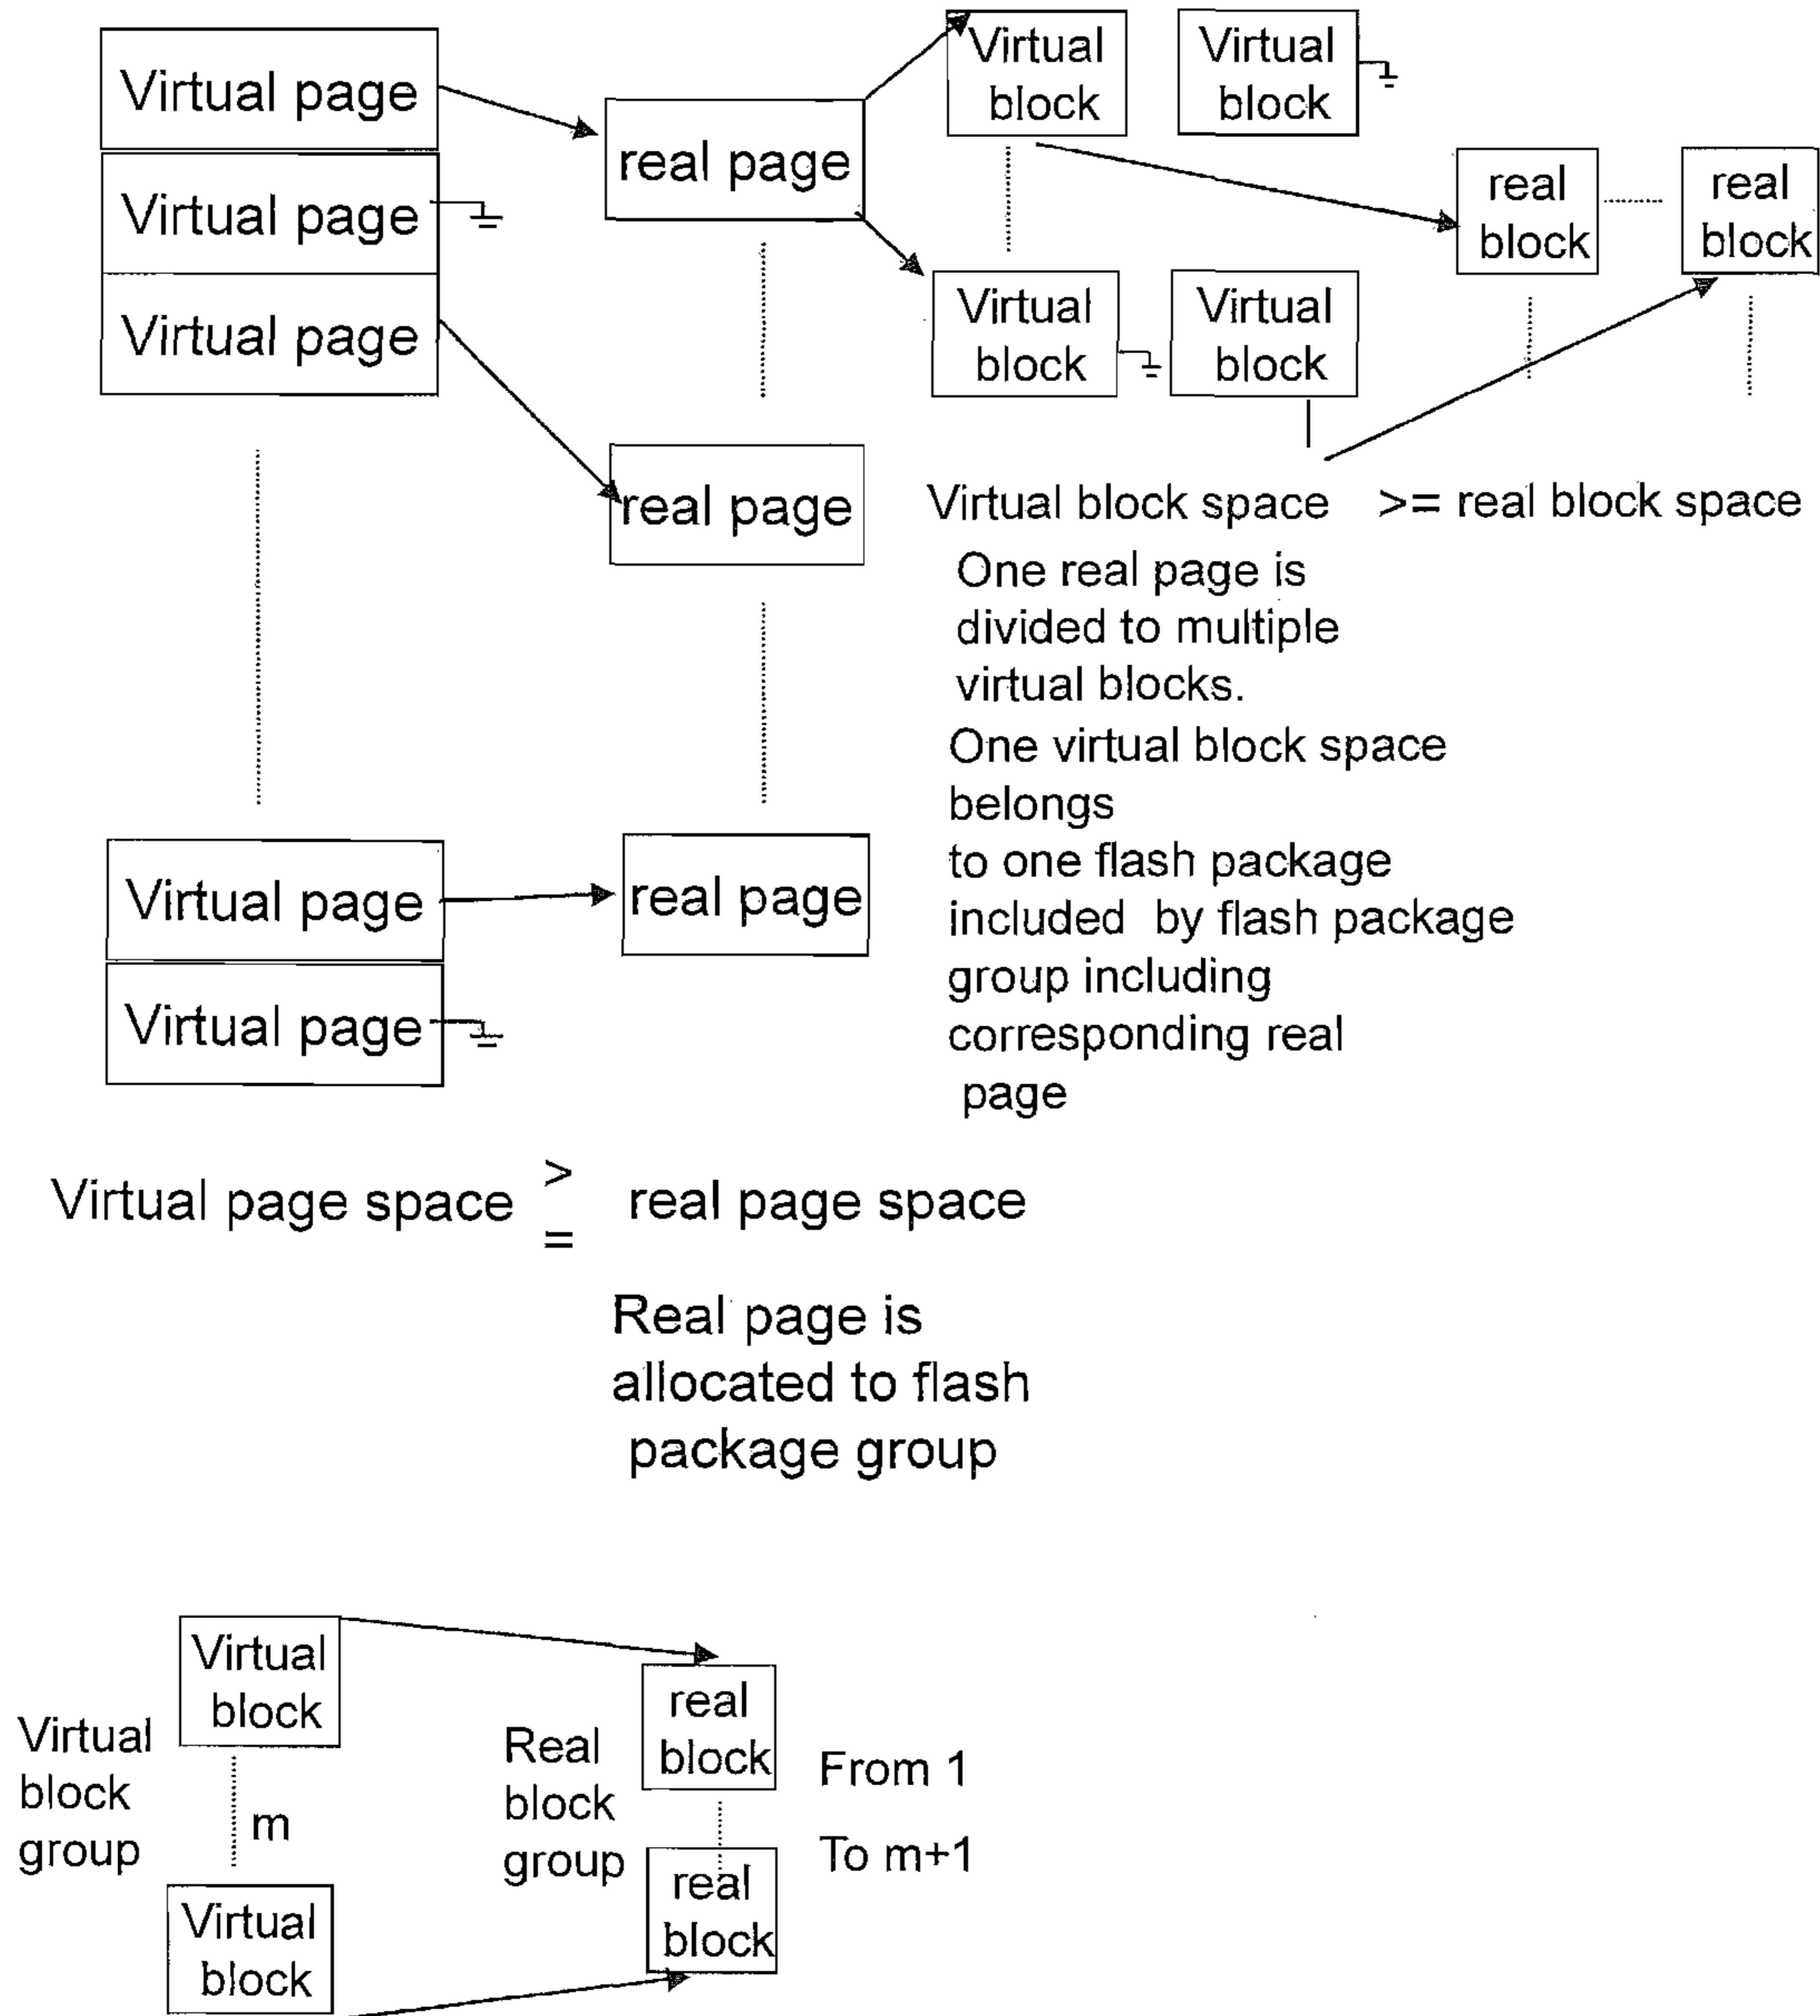 Virtual page
Virtual page
Virtual page
real page
real page
Virtual
block
Virtual
block
Virtual
block
Virtual
block
real
block
real
block
Virtual block space >= real block space
One real page is
divided to multiple
virtual blocks.
One virtual block space
belongs
to one flash package
included by flash package
group including
corresponding real
page
Virtual page
Virtual page
real page
Virtual page space >= real page space
Real page is
allocated to flash
package group
Virtual
block
group
Virtual
block
m
Virtual
block
Real
block
group
real
block
real
block
From 1
To m+1